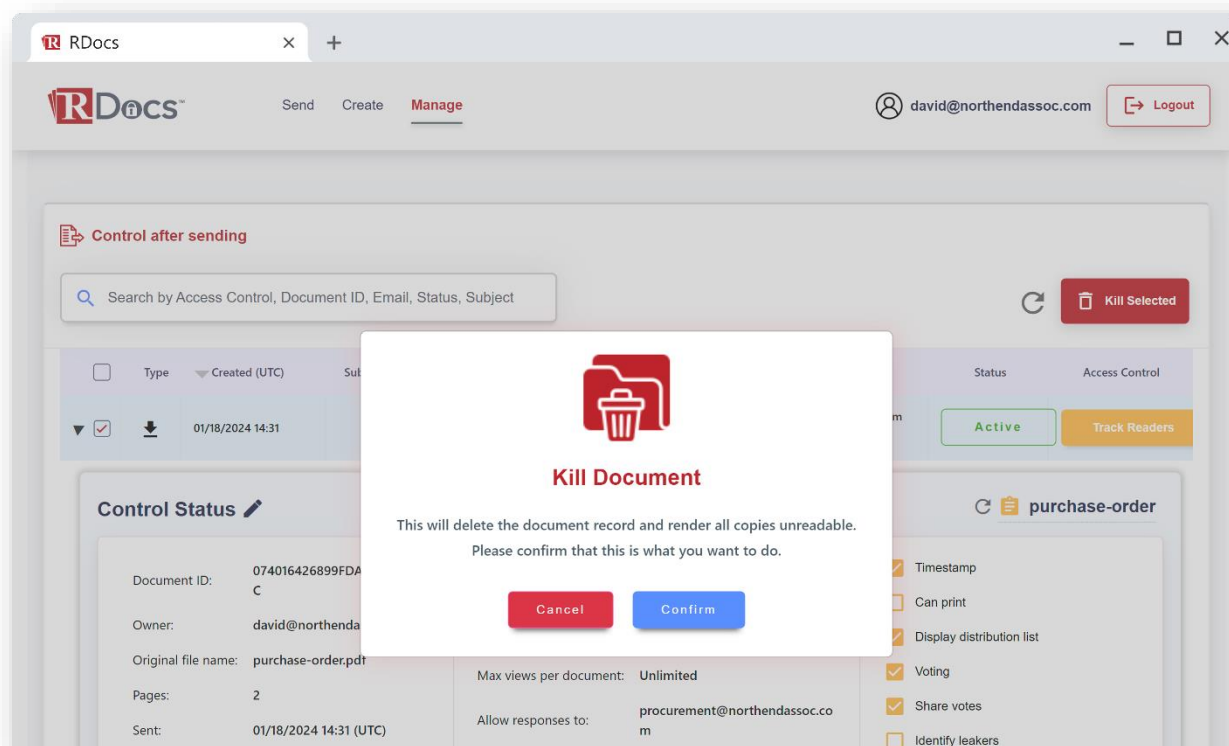 RDocs
RDocs™
Send Create Manage
david@northendassoc.com
Logout
Control after sending
Search by Access Control, Document ID, Email, Status, Subject
Kill Selected
Type Created (UTC) Status Access Control
01/18/2024 14:31 Active Track Readers
Kill Document
This will delete the document record and render all copies unreadable.
Please confirm that this is what you want to do.
Cancel Confirm
Control Status
purchase-order
Document ID: 074016426899FDA
C
Owner: david@northenda
Original file name: purchase-order.pdf
Pages: 2
Sent: 01/18/2024 14:31 (UTC)
Max views per document: Unlimited
Allow responses to: procurement@northendassoc.co
m
Timestamp
Can print
Display distribution list
Voting
Share votes
Identify leakers